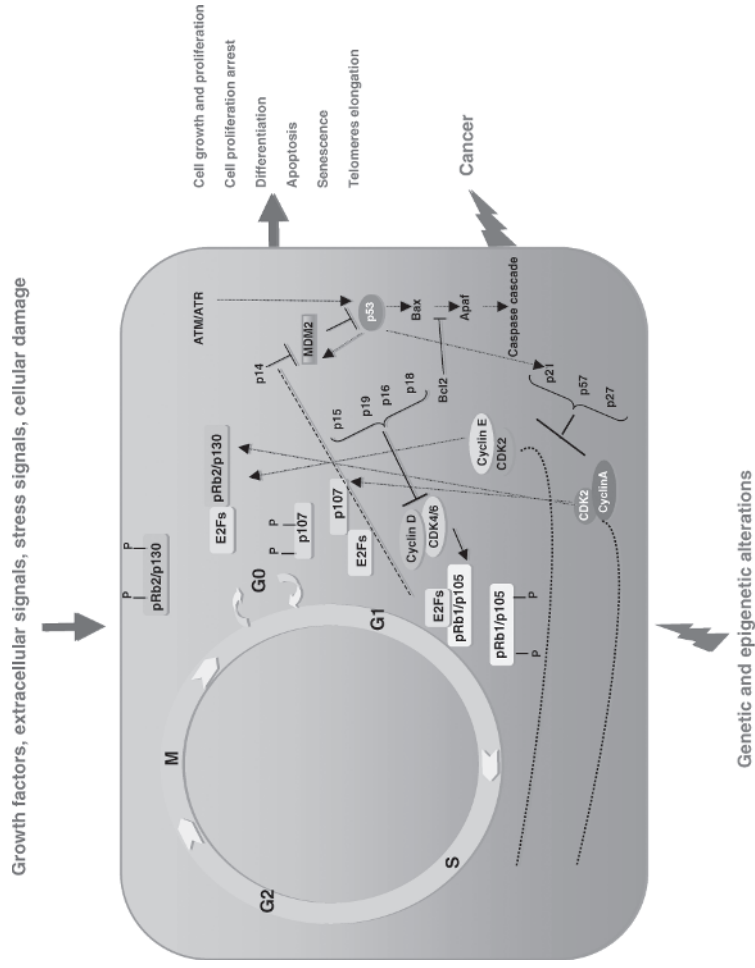 Growth factors, extracellular signals, stress signals, cellular damage
Cell growth and proliferation
Cell proliferation arrest
Differentiation
Apoptosis
Senescence
Telomeres elongation
Cancer
Genetic and epigenetic alterations
M
G2
S
G1
G0
P
P
pRb2/p130
E2Fs
pRb2/p130
P
P
p107
p107
E2Fs
Cyclin D
CDK4/6
E2Fs
pRb1/p105
pRb1/p105
P
P
p15
p19
p16
p18
p14
MDM2
ATM/ATR
p53
Bax
Apaf
Caspase cascade
Bcl2
Cyclin E
CDK2
CDK2
CyclinA
p21
p57
p27